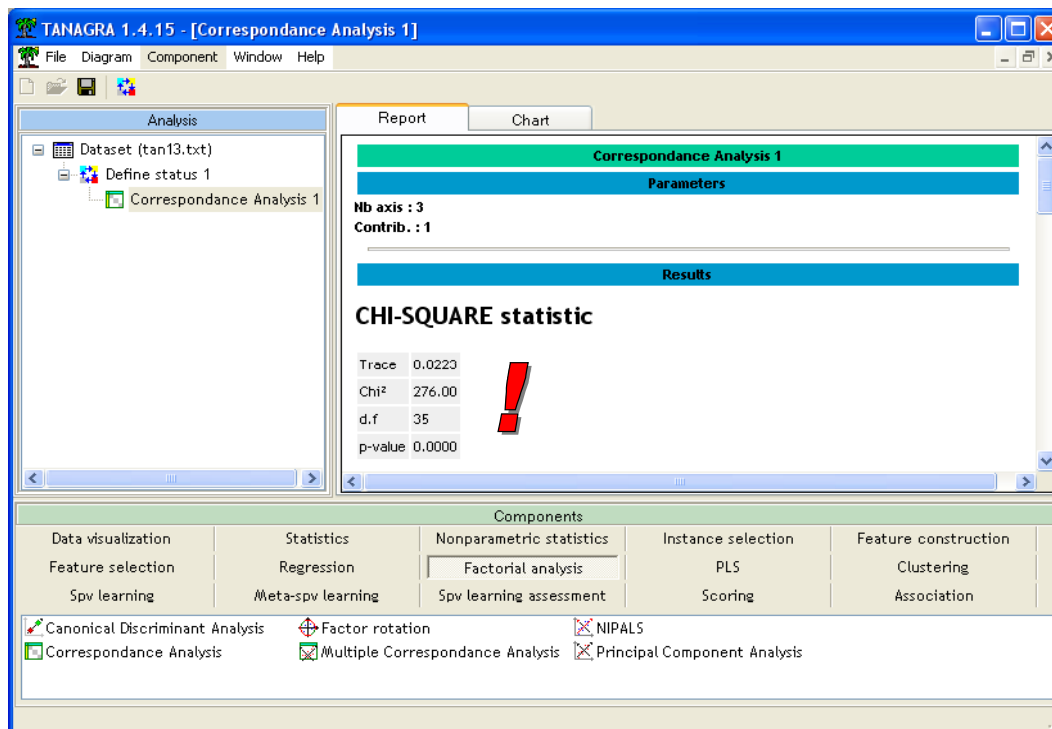 TANAGRA 1.4.15 - [Correspondance Analysis 1]
File Diagram Component Window Help
Analysis
Dataset (tan13.txt)
Define status 1
Correspondance Analysis 1
Report Chart
Correspondance Analysis 1
Parameters
Nb axis : 3
Contrib. : 1
Results
CHI-SQUARE statistic
Trace 0.0223
Chi² 276.00
d.f 35
p-value 0.0000
!
Components
Data visualization Statistics Nonparametric statistics Instance selection Feature construction
Feature selection Regression Factorial analysis PLS Clustering
Spv learning Meta-spv learning Spv learning assessment Scoring Association
Canonical Discriminant Analysis Factor rotation NIPALS
Correspondance Analysis Multiple Correspondance Analysis Principal Component Analysis